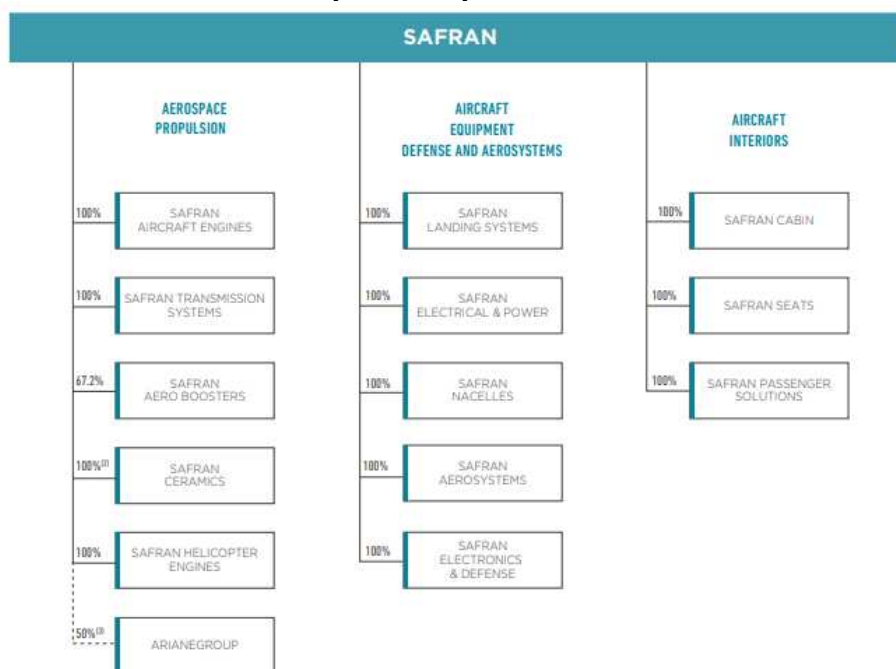 SAFRAN
AEROSPACE
PROPULSION
100%
SAFRAN
AIRCRAFT ENGINES
100%
SAFRAN TRANSMISSION
SYSTEMS
67.2%
SAFRAN
AERO BOOSTERS
100%(2)
SAFRAN
CERAMICS
100%
SAFRAN HELICOPTER
ENGINES
50%(3)
ARIANEGROUP
AIRCRAFT
EQUIPMENT
DEFENSE AND AEROSYSTEMS
100%
SAFRAN
LANDING SYSTEMS
100%
SAFRAN
ELECTRICAL & POWER
100%
SAFRAN
NACELLES
100%
SAFRAN
AEROSYSTEMS
100%
SAFRAN
ELECTRONICS
& DEFENSE
AIRCRAFT
INTERIORS
100%
SAFRAN CABIN
100%
SAFRAN SEATS
100%
SAFRAN PASSENGER
SOLUTIONS